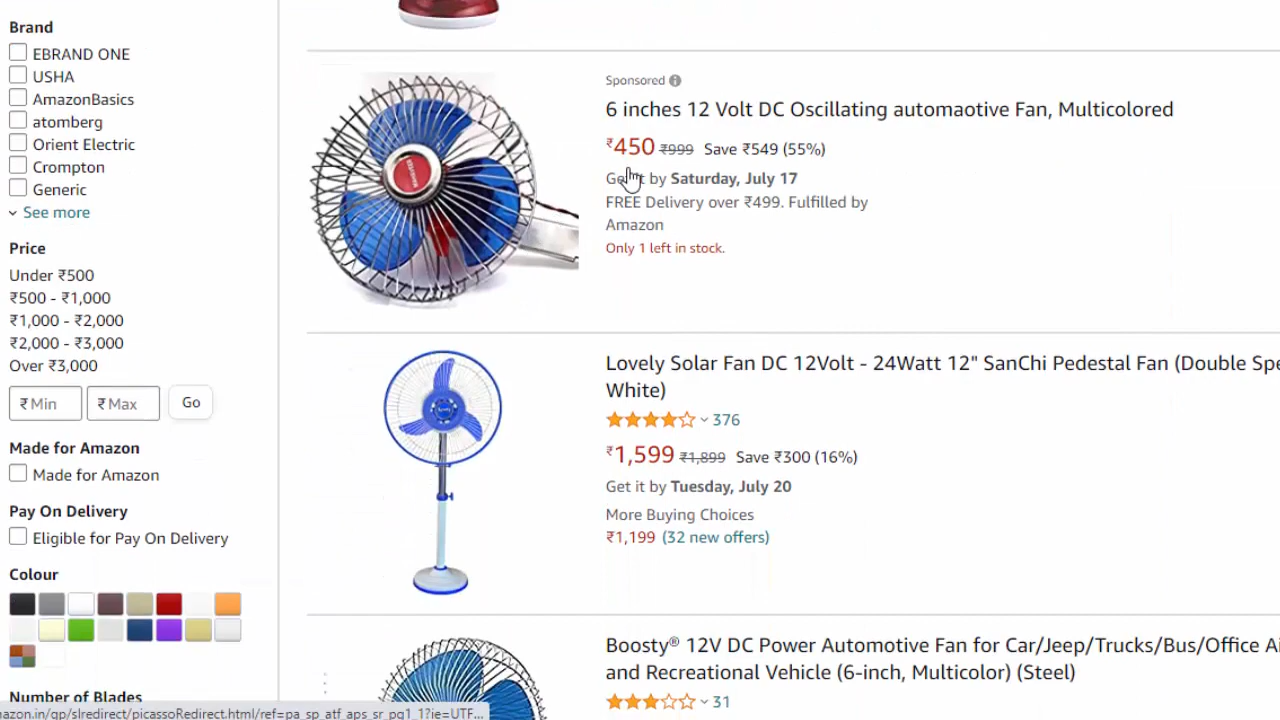 Brand
EBRAND ONE
USHA
AmazonBasics
atomberg
Orient Electric
Crompton
Generic
See more
Price
Under ₹500
₹500 - ₹1,000
₹1,000 - ₹2,000
₹2,000 - ₹3,000
Over ₹3,000
₹ Min ₹ Max Go
Made for Amazon
Made for Amazon
Pay On Delivery
Eligible for Pay On Delivery
Colour
Number of Blades
Sponsored
6 inches 12 Volt DC Oscillating automaotive Fan, Multicolored
₹450 ₹999 Save ₹549 (55%)
Get it by Saturday, July 17
FREE Delivery over ₹499. Fulfilled by
Amazon
Only 1 left in stock.
Lovely Solar Fan DC 12Volt - 24Watt 12" SanChi Pedestal Fan (Double Spe
White)
376
₹1,599 ₹1,899 Save ₹300 (16%)
Get it by Tuesday, July 20
More Buying Choices
₹1,199 (32 new offers)
Boosty® 12V DC Power Automotive Fan for Car/Jeep/Trucks/Bus/Office Ai
and Recreational Vehicle (6-inch, Multicolor) (Steel)
31
mazon.in/gp/slredirect/picassoRedirect.html/ref=pa_sp_atf_aps_sr_pg1_1?ie=UTF...